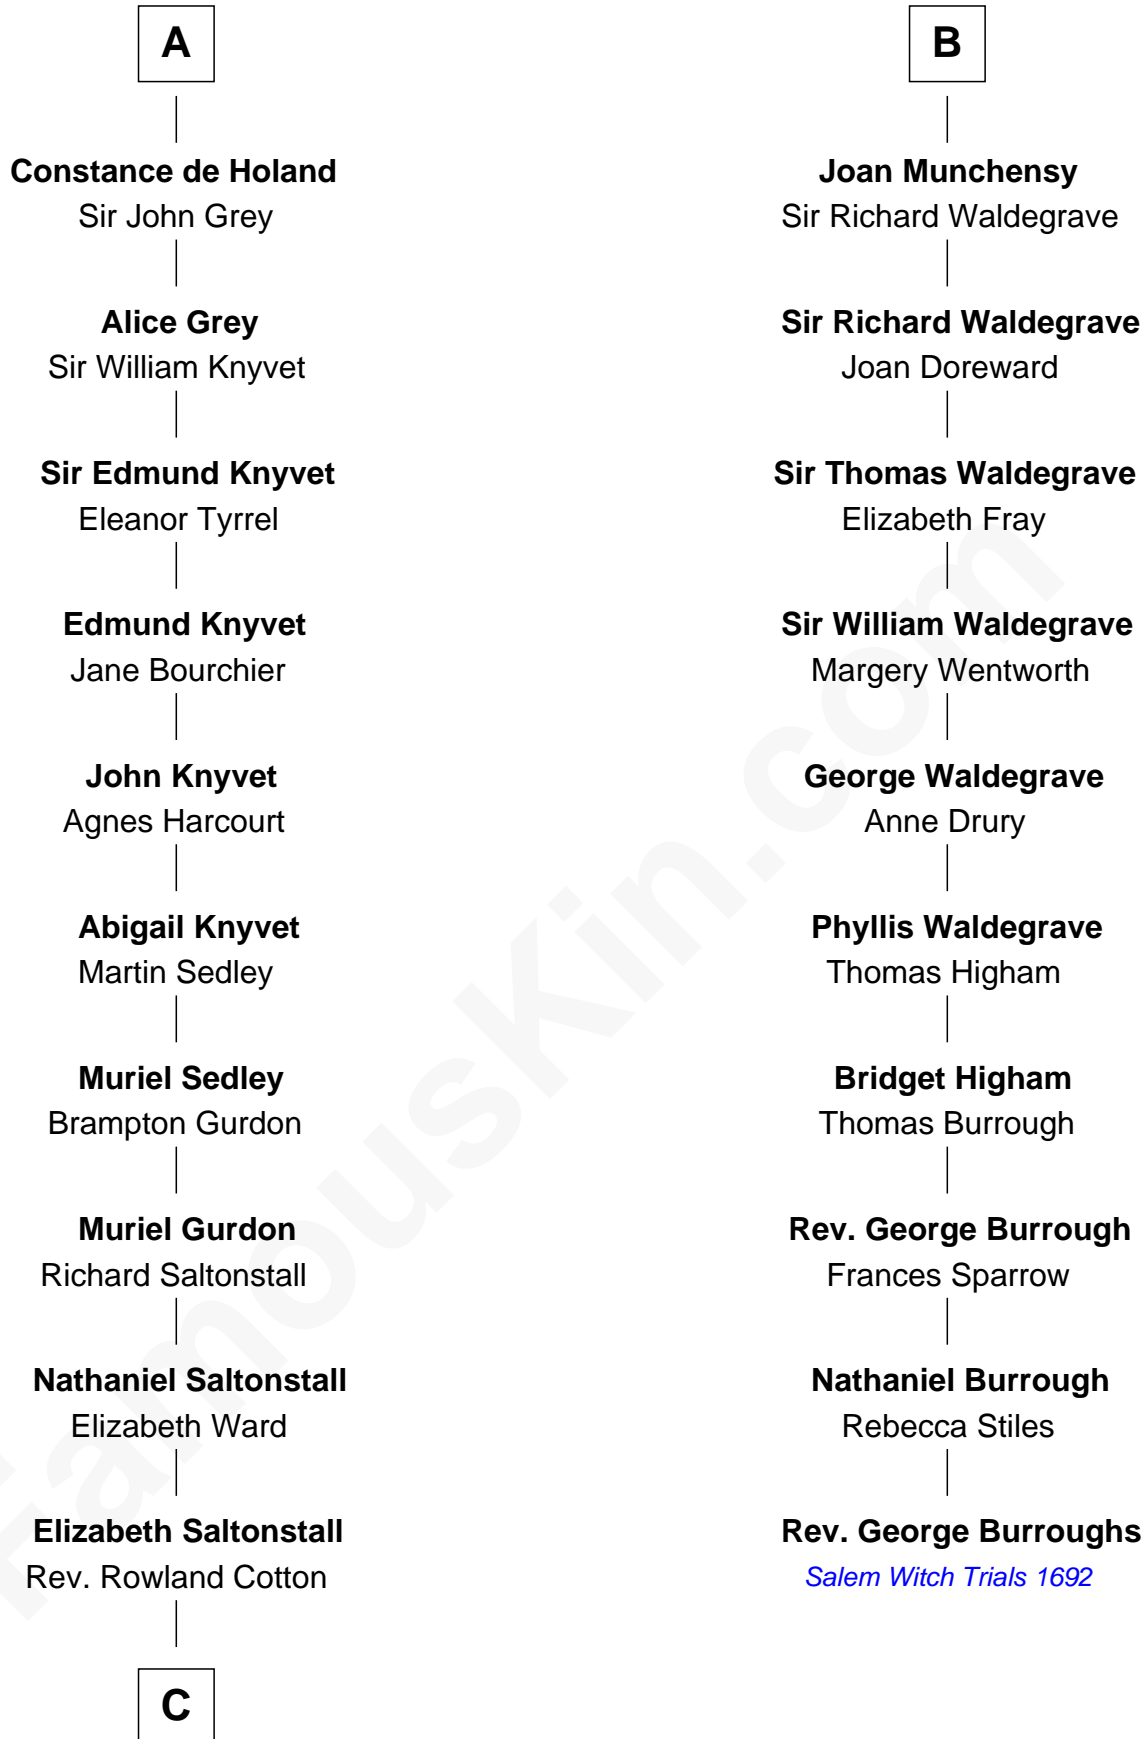 A
Constance de Holand
Sir John Grey
Alice Grey
Sir William Knyvet
Sir Edmund Knyvet
Eleanor Tyrrel
Edmund Knyvet
Jane Bourchier
John Knyvet
Agnes Harcourt
Abigail Knyvet
Martin Sedley
Muriel Sedley
Brampton Gurdon
Muriel Gurdon
Richard Saltonstall
Nathaniel Saltonstall
Elizabeth Ward
Elizabeth Saltonstall
Rev. Rowland Cotton
C
B
Joan Munchensy
Sir Richard Waldegrave
Sir Richard Waldegrave
Joan Doreward
Sir Thomas Waldegrave
Elizabeth Fray
Sir William Waldegrave
Margery Wentworth
George Waldegrave
Anne Drury
Phyllis Waldegrave
Thomas Higham
Bridget Higham
Thomas Burrough
Rev. George Burrough
Frances Sparrow
Nathaniel Burrough
Rebecca Stiles
Rev. George Burroughs
Salem Witch Trials 1692
FamousKin.com